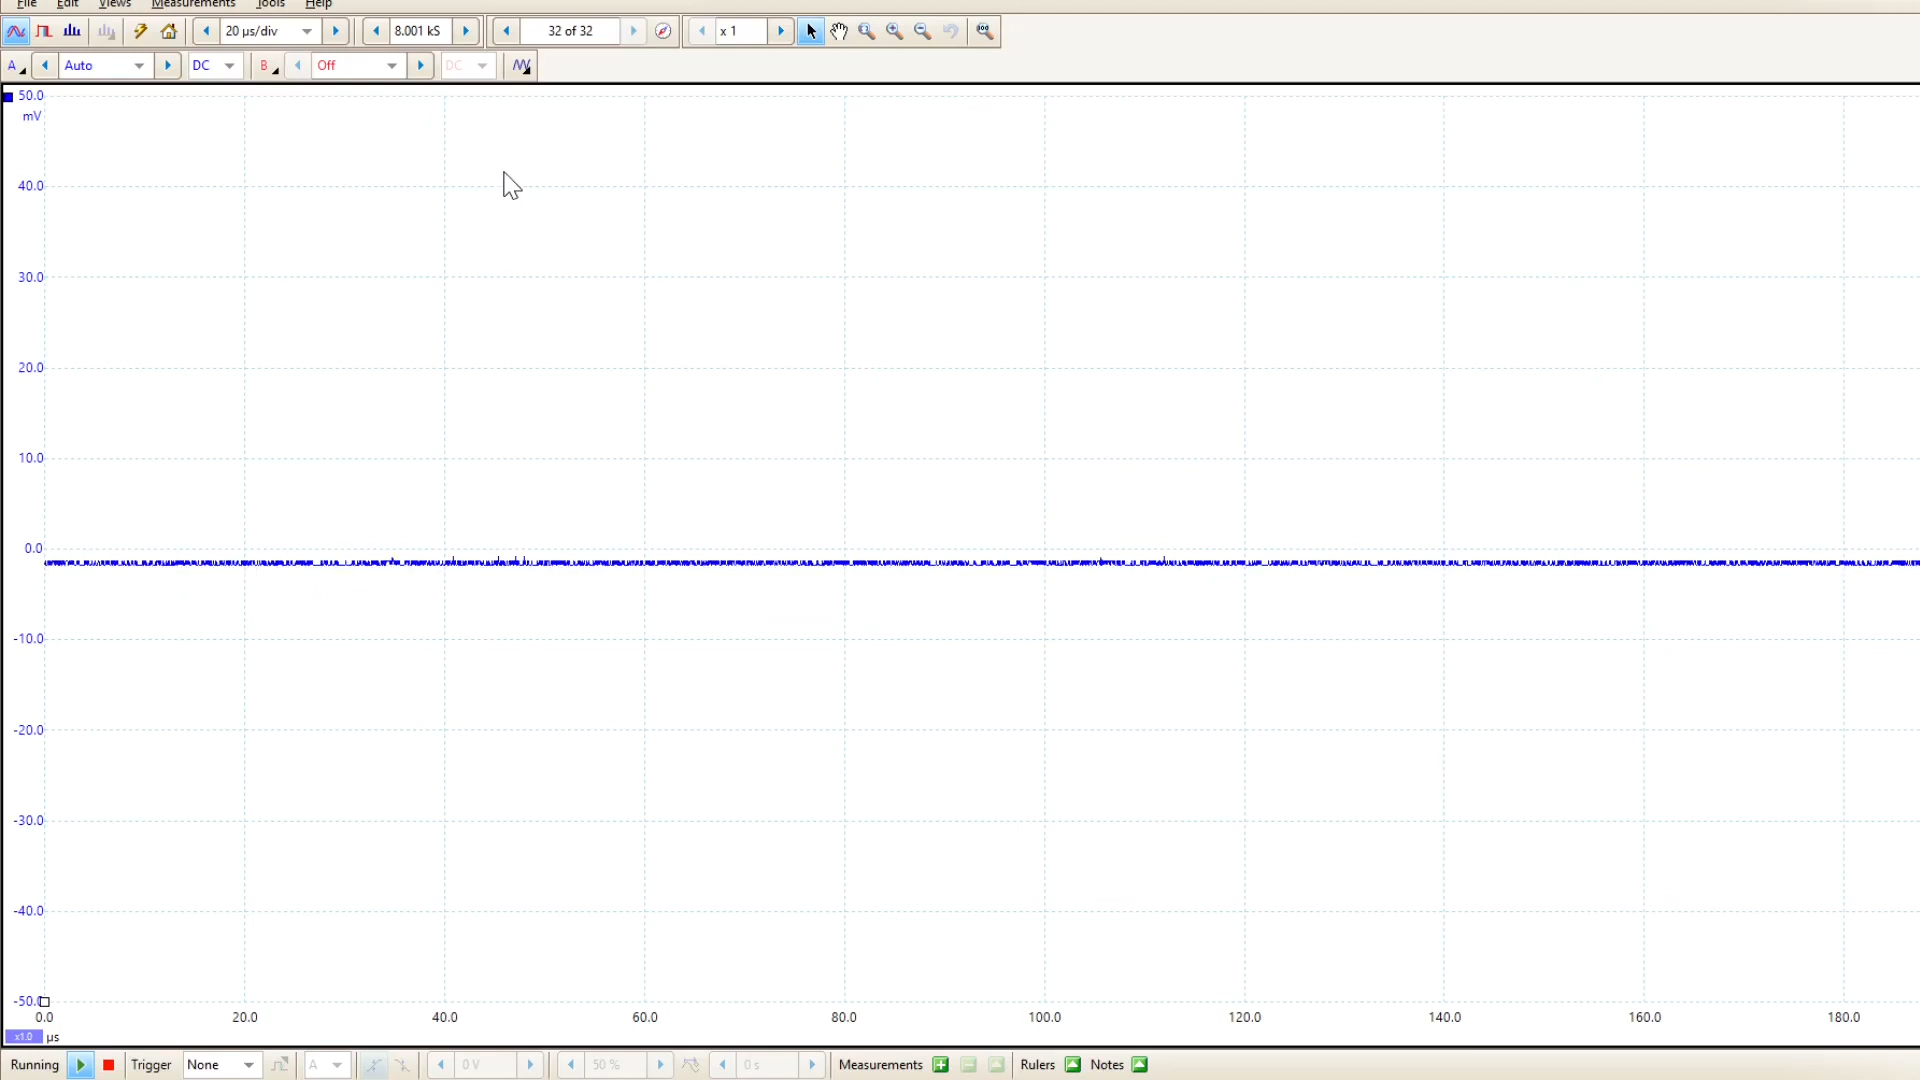 File Edit Views Measurements Tools Help
20 µs/div 8.001 kS 32 of 32 x 1
A Auto DC B Off DC
50.0
mV
40.0
30.0
20.0
10.0
0.0
-10.0
-20.0
-30.0
-40.0
-50.0
0.0 20.0 40.0 60.0 80.0 100.0 120.0 140.0 160.0 180.0
x1.0 µs
Running Trigger None A 0 V 50 % 0 s Measurements Rulers Notes